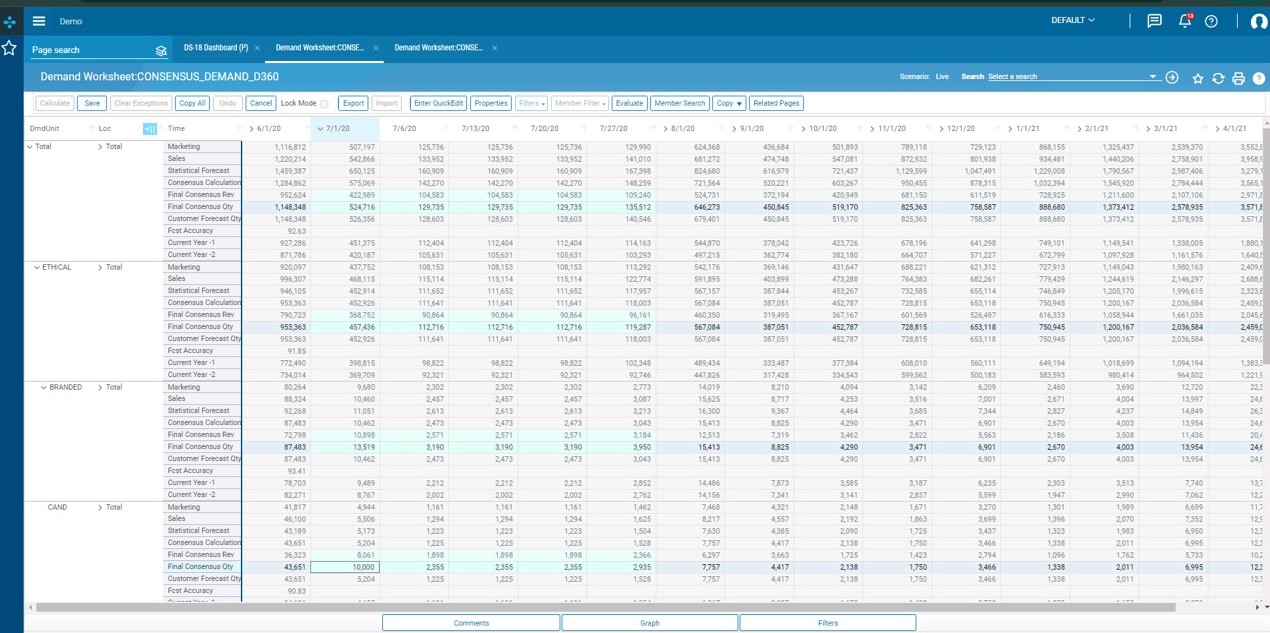 Demo DEFAULT 13
Page search DS-18 Dashboard (P) × Demand Worksheet:CONSE... × Demand Worksheet:CONSE... ×
Demand Worksheet:CONSENSUS_DEMAND_D360 Scenario: Live Search Select a search
Calculate Save Clear Exceptions Copy All Undo Cancel Lock Mode Export Import Enter QuickEdit Properties Filters Member Filter Evaluate Member Search Copy Related Pages
DmdUnit Loc Time 6/1/20 7/1/20 7/6/20 7/13/20 7/20/20 7/27/20 8/1/20 9/1/20 10/1/20 11/1/20 12/1/20 1/1/21 2/1/21 3/1/21 4/1/21
Total Total Marketing 1,116,812 507,197 125,736 125,736 125,736 129,990 624,368 436,684 501,893 789,118 729,123 868,155 1,325,437 2,539,370 3,552,8
Sales 1,220,214 542,866 133,952 133,952 133,952 141,010 681,272 474,748 547,081 872,932 801,938 934,481 1,440,206 2,758,901 3,958,9
Statistical Forecast 1,459,387 650,125 160,909 160,909 160,909 167,398 824,680 616,979 721,437 1,129,599 1,047,491 1,229,008 1,790,567 2,987,406 3,279,1
Consensus Calculation 1,284,862 575,069 142,270 142,270 142,270 148,259 721,564 520,221 603,267 950,455 878,315 1,032,394 1,545,920 2,784,444 3,565,1
Final Consensus Rev 952,624 422,989 104,583 104,583 104,583 109,240 524,731 372,194 420,949 681,150 611,519 728,925 1,211,600 2,107,106 2,971,8
Final Consensus Qty 1,148,348 524,716 129,735 129,735 129,735 135,512 646,273 450,845 519,170 825,363 758,587 888,680 1,373,412 2,578,935 3,571,8
Customer Forecast Qty 1,148,348 526,356 128,603 128,603 128,603 140,546 679,401 450,845 519,170 825,363 758,587 888,680 1,373,412 2,578,935 3,571,8
Fcst Accuracy 92.63
Current Year -1 927,286 451,375 112,404 112,404 112,404 114,163 544,870 378,042 423,726 678,196 641,298 749,101 1,149,541 1,338,005 1,880,1
Current Year -2 871,786 420,187 105,631 105,631 105,631 103,293 497,215 362,774 382,180 664,707 571,227 672,799 1,097,928 1,161,576 1,640,5
ETHICAL Total Marketing 920,097 437,752 108,153 108,153 108,153 113,292 542,176 369,146 431,647 688,221 621,312 727,913 1,149,043 1,980,163 2,409,6
Sales 996,310 468,115 115,114 115,114 115,114 122,774 591,895 403,899 473,288 764,383 682,261 779,439 1,244,619 2,146,297 2,688,6
Statistical Forecast 946,105 452,914 111,652 111,652 111,652 117,957 567,157 387,844 453,267 732,585 655,114 746,849 1,205,170 1,996,615 2,323,8
Consensus Calculation 953,363 452,926 111,641 111,641 111,641 118,003 567,084 387,051 452,787 728,815 653,118 750,945 1,200,167 2,036,584 2,459,0
Final Consensus Rev 790,723 368,752 90,864 90,864 90,864 96,161 460,350 319,495 367,167 601,569 526,497 616,333 1,058,944 1,661,035 2,045,6
Final Consensus Qty 953,363 457,436 112,716 112,716 112,716 119,287 567,084 387,051 452,787 728,815 653,118 750,945 1,200,167 2,036,584 2,459,0
Customer Forecast Qty 953,363 452,926 111,641 111,641 111,641 118,003 567,084 387,051 452,787 728,815 653,118 750,945 1,200,167 2,036,584 2,459,0
Fcst Accuracy 91.85
Current Year -1 772,490 398,815 98,822 98,822 98,822 102,348 489,434 333,487 377,384 608,010 560,111 649,194 1,018,699 1,094,194 1,383,3
Current Year -2 734,014 369,709 92,321 92,321 92,321 92,746 447,826 317,428 334,543 599,562 500,183 583,593 980,414 964,502 1,221,9
BRANDED Total Marketing 80,264 9,680 2,302 2,302 2,302 2,773 14,019 8,210 4,094 3,142 6,209 2,460 3,690 12,720 22,3
Sales 88,324 10,460 2,457 2,457 2,457 3,087 15,625 8,717 4,253 3,516 7,001 2,671 4,004 13,997 24,6
Statistical Forecast 92,268 11,051 2,613 2,613 2,613 3,213 16,300 9,367 4,464 3,685 7,344 2,827 4,237 14,849 26,3
Consensus Calculation 87,483 10,462 2,473 2,473 2,473 3,043 15,413 8,825 4,290 3,471 6,901 2,670 4,003 13,954 24,6
Final Consensus Rev 72,798 10,898 2,571 2,571 2,571 3,184 12,513 7,319 3,462 2,822 5,563 2,186 3,508 11,436 20,4
Final Consensus Qty 87,483 13,519 3,190 3,190 3,190 3,950 15,413 8,825 4,290 3,471 6,901 2,670 4,003 13,954 24,6
Customer Forecast Qty 87,483 10,462 2,473 2,473 2,473 3,043 15,413 8,825 4,290 3,471 6,901 2,670 4,003 13,954 24,6
Fcst Accuracy 93.41
Current Year -1 78,703 9,489 2,212 2,212 2,212 2,852 14,486 7,873 3,585 3,187 6,235 2,303 3,513 7,740 13,7
Current Year -2 82,271 8,767 2,002 2,002 2,002 2,762 14,156 7,341 3,141 2,837 5,599 1,947 2,990 7,062 12,2
CAND Total Marketing 41,817 4,944 1,161 1,161 1,161 1,462 7,468 4,321 2,148 1,671 3,270 1,301 1,989 6,699 11,7
Sales 46,100 5,506 1,294 1,294 1,294 1,625 8,217 4,557 2,192 1,863 3,699 1,396 2,070 7,352 12,5
Statistical Forecast 43,189 5,173 1,223 1,223 1,223 1,504 7,630 4,385 2,090 1,725 3,437 1,323 1,983 6,950 12,3
Consensus Calculation 43,651 5,204 1,225 1,225 1,225 1,528 7,757 4,417 2,138 1,750 3,466 1,338 2,011 6,995 12,3
Final Consensus Rev 36,323 8,061 1,898 1,898 1,898 2,366 6,297 3,663 1,725 1,423 2,794 1,096 1,762 5,733 10,2
Final Consensus Qty 43,651 10,000 2,355 2,355 2,355 2,935 7,757 4,417 2,138 1,750 3,466 1,338 2,011 6,995 12,3
Customer Forecast Qty 43,651 5,204 1,225 1,225 1,225 1,528 7,757 4,417 2,138 1,750 3,466 1,338 2,011 6,995 12,3
Fcst Accuracy 90.83
Comments Graph Filters